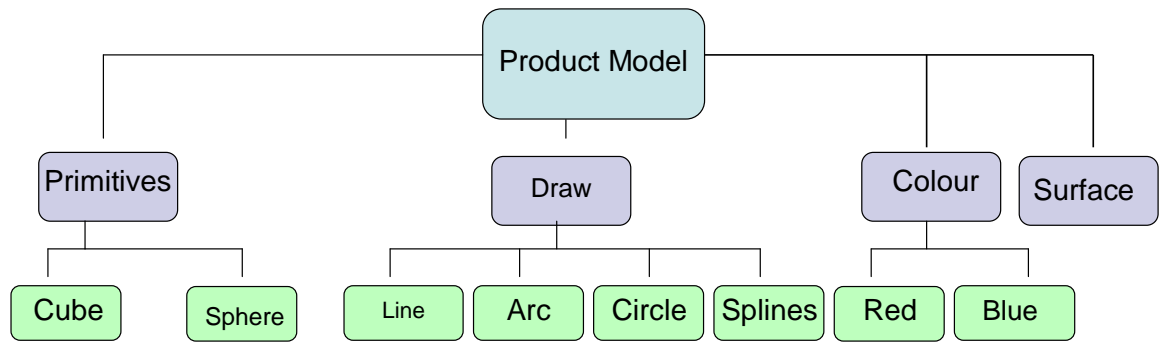 Product Model
Primitives
Draw
Colour
Surface
Cube
Sphere
Line
Arc
Circle
Splines
Red
Blue